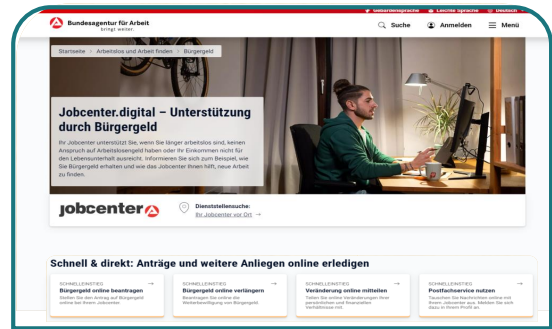 Gebärdensprache Leichte Sprache Deutsch
Bundesagentur für Arbeit
bringt weiter.
Suche Anmelden Menü
Startseite > Arbeitslos und Arbeit finden > Bürgergeld
Jobcenter.digital – Unterstützung
durch Bürgergeld
Ihr Jobcenter unterstützt Sie, wenn Sie länger arbeitslos sind, keinen
Anspruch auf Arbeitslosengeld haben oder Ihr Einkommen nicht für
den Lebensunterhalt ausreicht. Informieren Sie sich zum Beispiel, wie
Sie Bürgergeld erhalten und wie das Jobcenter Ihnen hilft, neue Arbeit
zu finden.
jobcenter
Dienststellensuche:
Ihr Jobcenter vor Ort →
Schnell & direkt: Anträge und weitere Anliegen online erledigen
SCHNELLEINSTIEG →
Bürgergeld online beantragen
Stellen Sie den Antrag auf Bürgergeld
online bei Ihrem Jobcenter.
SCHNELLEINSTIEG →
Bürgergeld online verlängern
Beantragen Sie online die
Weiterbewilligung von Bürgergeld.
SCHNELLEINSTIEG →
Veränderung online mitteilen
Teilen Sie online Veränderungen Ihrer
persönlichen und finanziellen
Verhältnisse mit.
SCHNELLEINSTIEG →
Postfachservice nutzen
Tauschen Sie Nachrichten online mit
Ihrem Jobcenter aus. Melden Sie sich
dazu in Ihrem Profil an.